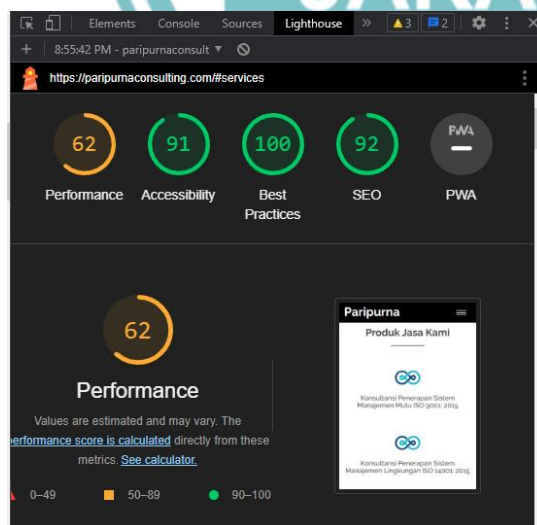 Elements Console Sources Lighthouse » 3 2
+ 8:55:42 PM - paripurnaconsult
https://paripurnaconsulting.com/#services
62 91 100 92 PWA
Performance Accessibility Best Practices SEO PWA
62
Paripurna
Produk Jasa Kami
Konsultansi Penerapan Sistem
Manajemen Mutu ISO 9001: 2015
Konsultansi Penerapan Sistem
Manajemen Lingkungan ISO 14001: 2015
Performance
Values are estimated and may vary. The
performance score is calculated directly from these
metrics. See calculator.
0–49 50–89 90–100